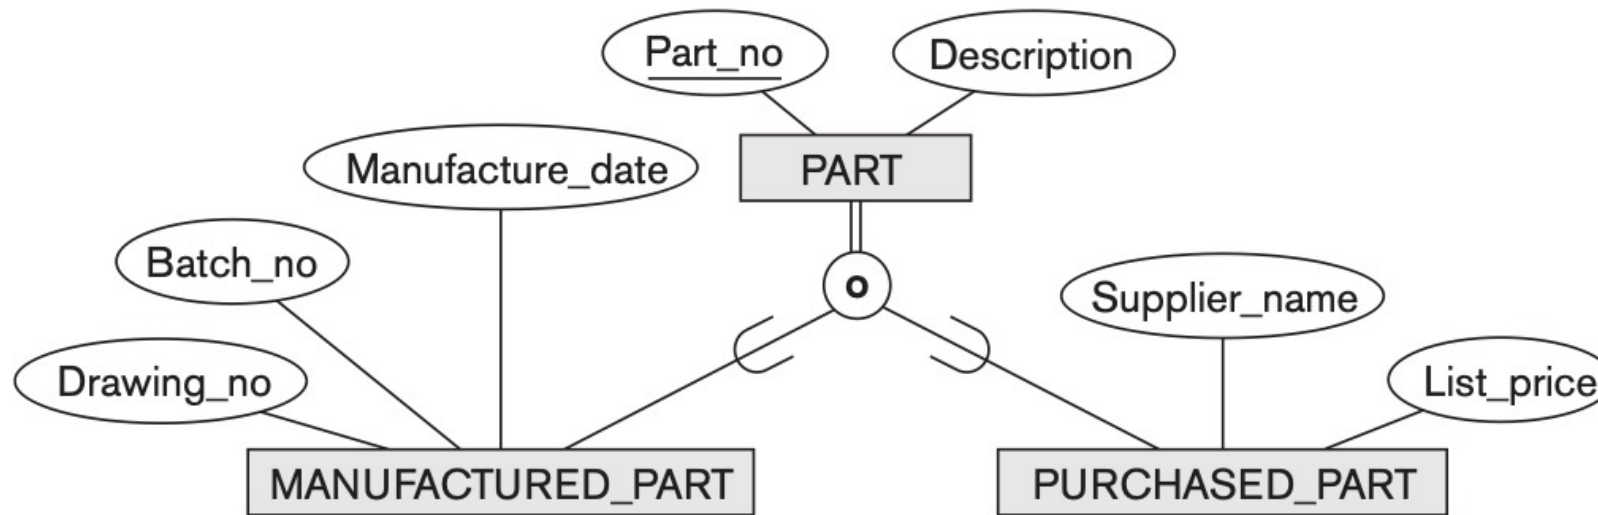 Part_no
Description
Manufacture_date
PART
Batch_no
o
Supplier_name
Drawing_no
List_price
MANUFACTURED_PART
PURCHASED_PART